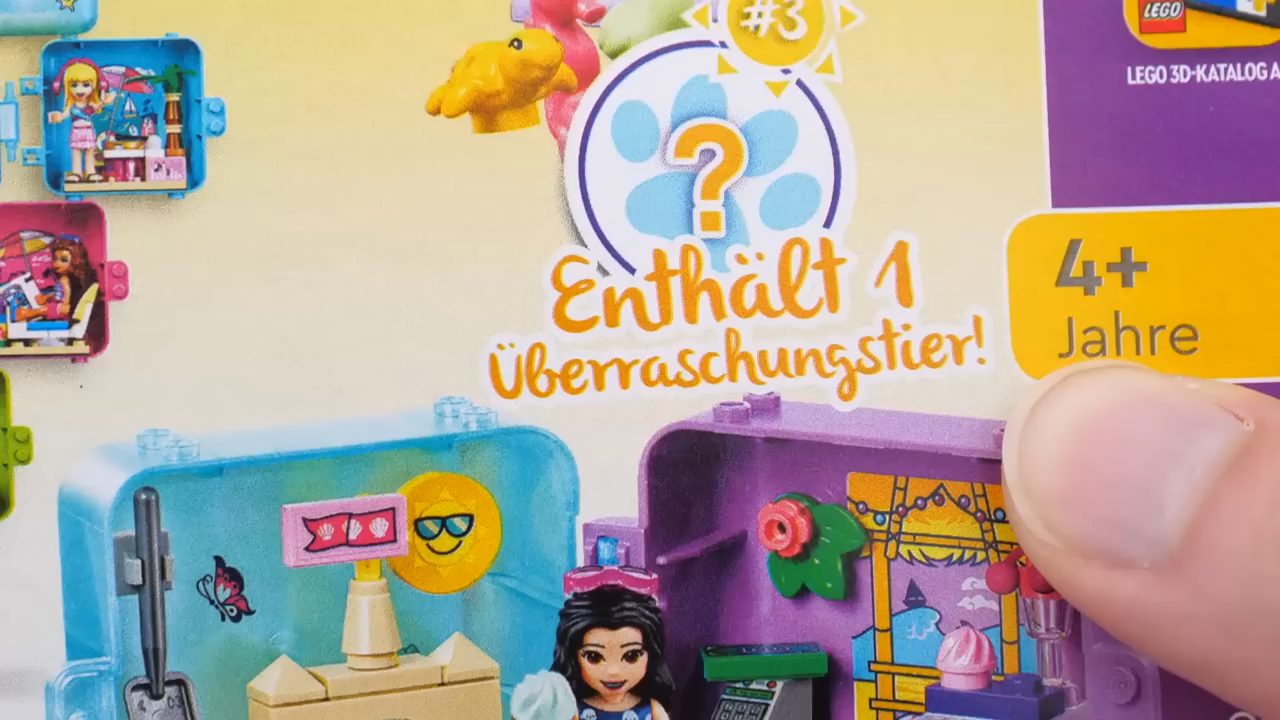 #3
LEGO
LEGO 3D-KATALOG
?
Enthält 1
Überraschungstier!
4+
Jahre